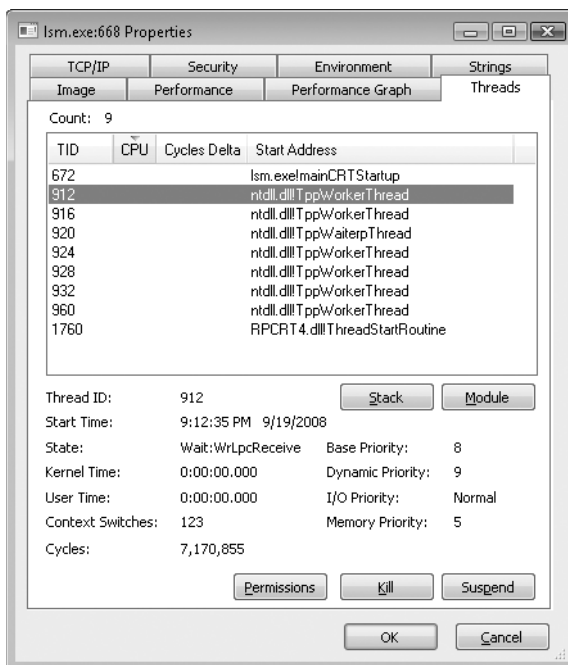 lsm.exe:668 Properties
TCP/IP Security Environment Strings
Image Performance Performance Graph Threads
Count: 9
TID CPU Cycles Delta Start Address
672 lsm.exe!mainCRTStartup
912 ntdll.dll!TppWorkerThread
916 ntdll.dll!TppWorkerThread
920 ntdll.dll!TppWaiterpThread
924 ntdll.dll!TppWorkerThread
928 ntdll.dll!TppWorkerThread
932 ntdll.dll!TppWorkerThread
960 ntdll.dll!TppWorkerThread
1760 RPCRT4.dll!ThreadStartRoutine
Thread ID: 912 Stack Module
Start Time: 9:12:35 PM 9/19/2008
State: Wait:WrLpcReceive Base Priority: 8
Kernel Time: 0:00:00.000 Dynamic Priority: 9
User Time: 0:00:00.000 I/O Priority: Normal
Context Switches: 123 Memory Priority: 5
Cycles: 7,170,855
Permissions Kill Suspend
OK Cancel